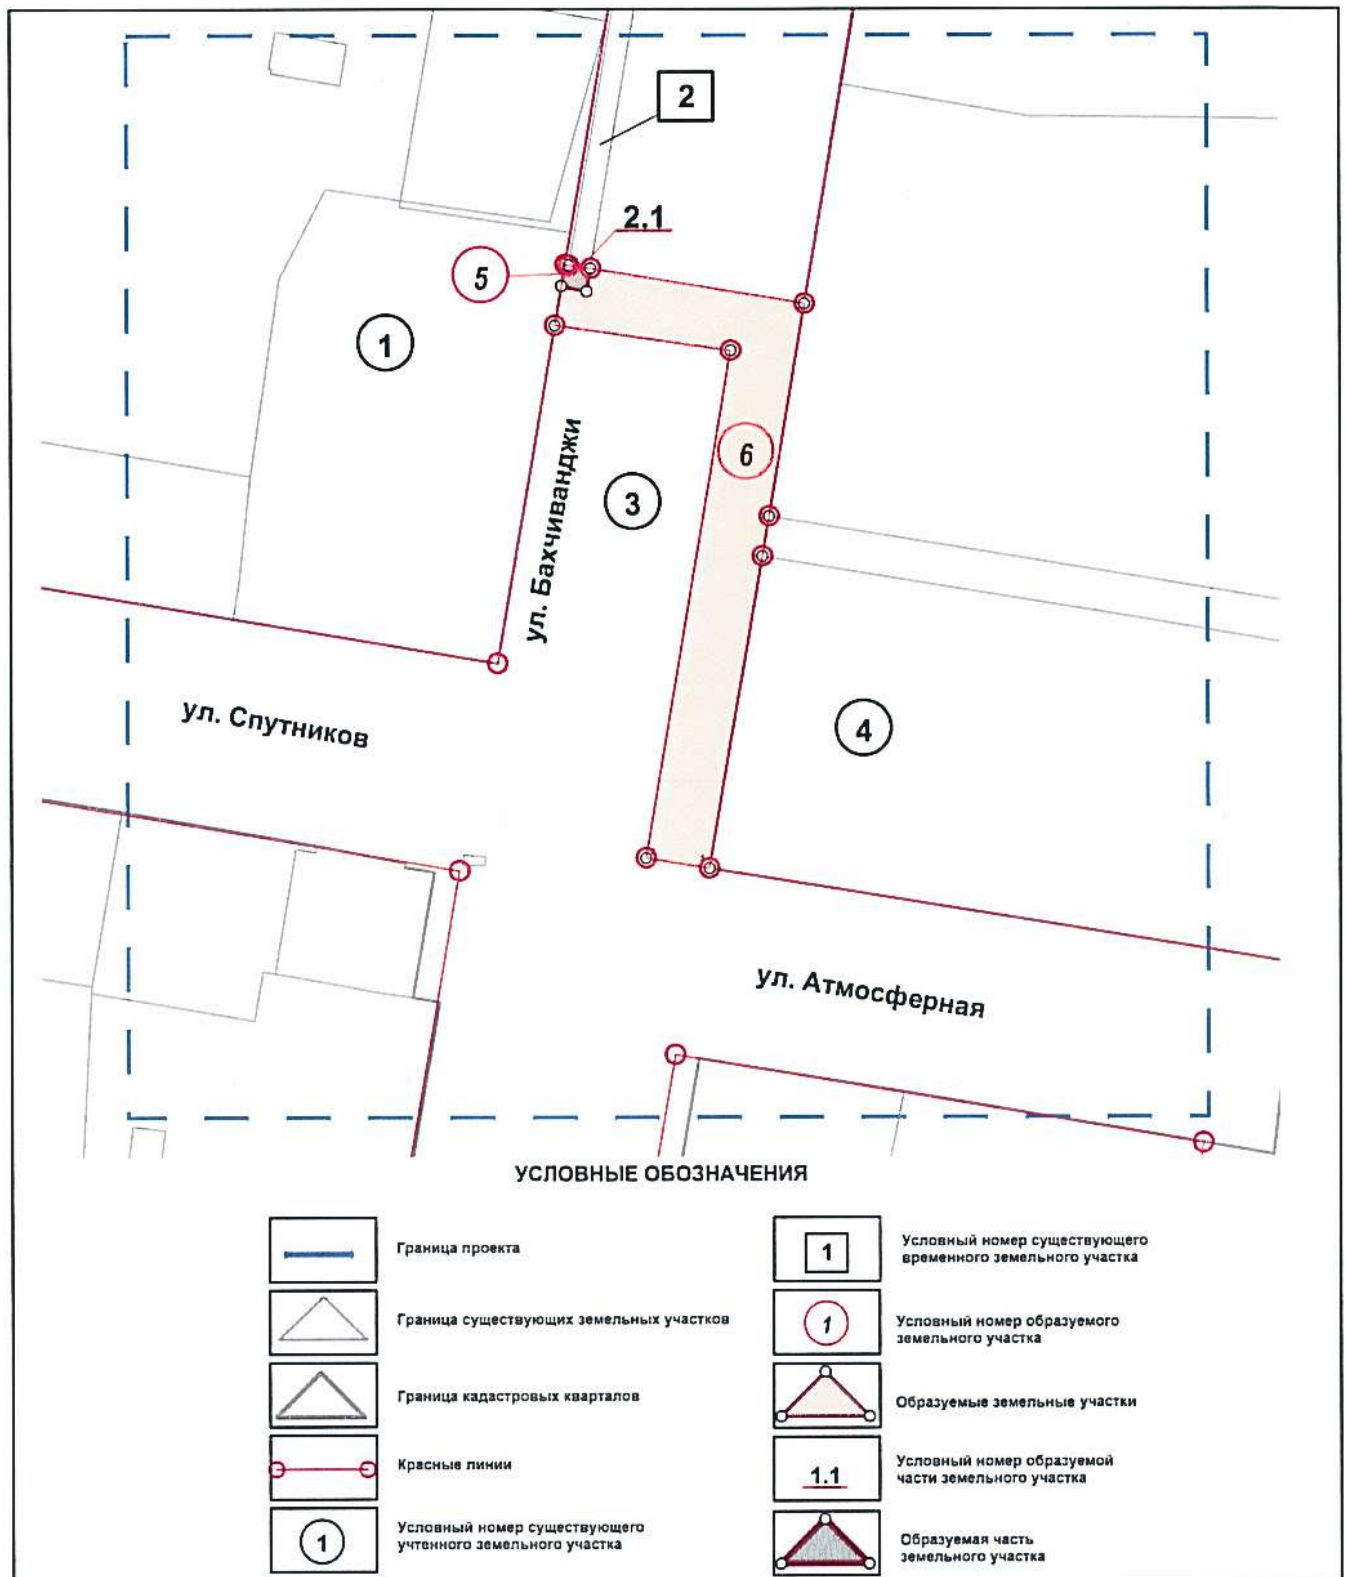 2
2.1
5
1
6
3
ул. Бахчиванджи
4
ул. Спутников
ул. Атмосферная
УСЛОВНЫЕ ОБОЗНАЧЕНИЯ
Граница проекта
Граница существующих земельных участков
Граница кадастровых кварталов
Красные линии
1
Условный номер существующего
учтенного земельного участка
1
Условный номер существующего
временного земельного участка
1
Условный номер образуемого
земельного участка
Образуемые земельные участки
1.1
Условный номер образуемой
части земельного участка
Образуемая часть
земельного участка